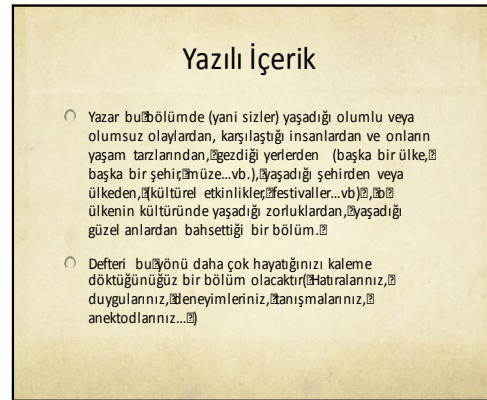 Yazılı İçerik
Yazar bu bölümde (yani sizler) yaşadığı olumlu veya
olumsuz olaylardan, karşılaştığı insanlardan ve onların
yaşam tarzlarından, gezdiği yerlerden (başka bir ülke,
başka bir şehir, müze...vb.), yaşadığı şehirden veya
ülkeden, (kültürel etkinlikler, festivaller...vb) , o
ülkenin kültüründe yaşadığı zorluklardan, yaşadığı
güzel anlardan bahsettiği bir bölüm.
Defteri bu yönü daha çok hayatığınızı kaleme
döktüğünüğüz bir bölüm olacaktır( Hatıralarınız,
duygularınız, deneyimleriniz, tanışmalarınız,
anektodlarınız... )